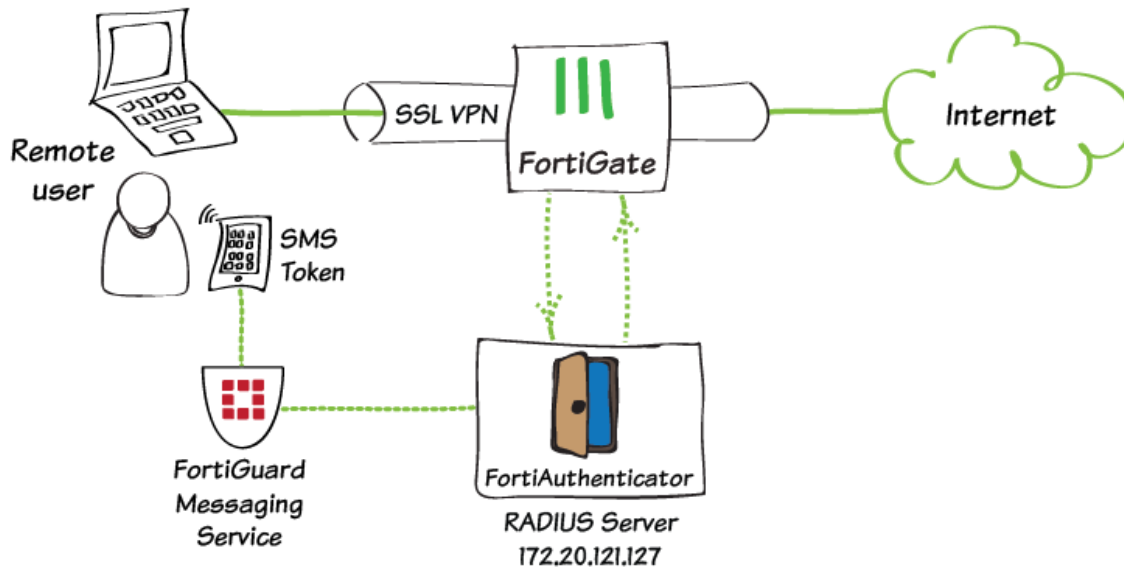 Remote
user
SSL VPN
FortiGate
Internet
SMS
Token
FortiGuard
Messaging
Service
FortiAuthenticator
RADIUS Server
172.20.121.127